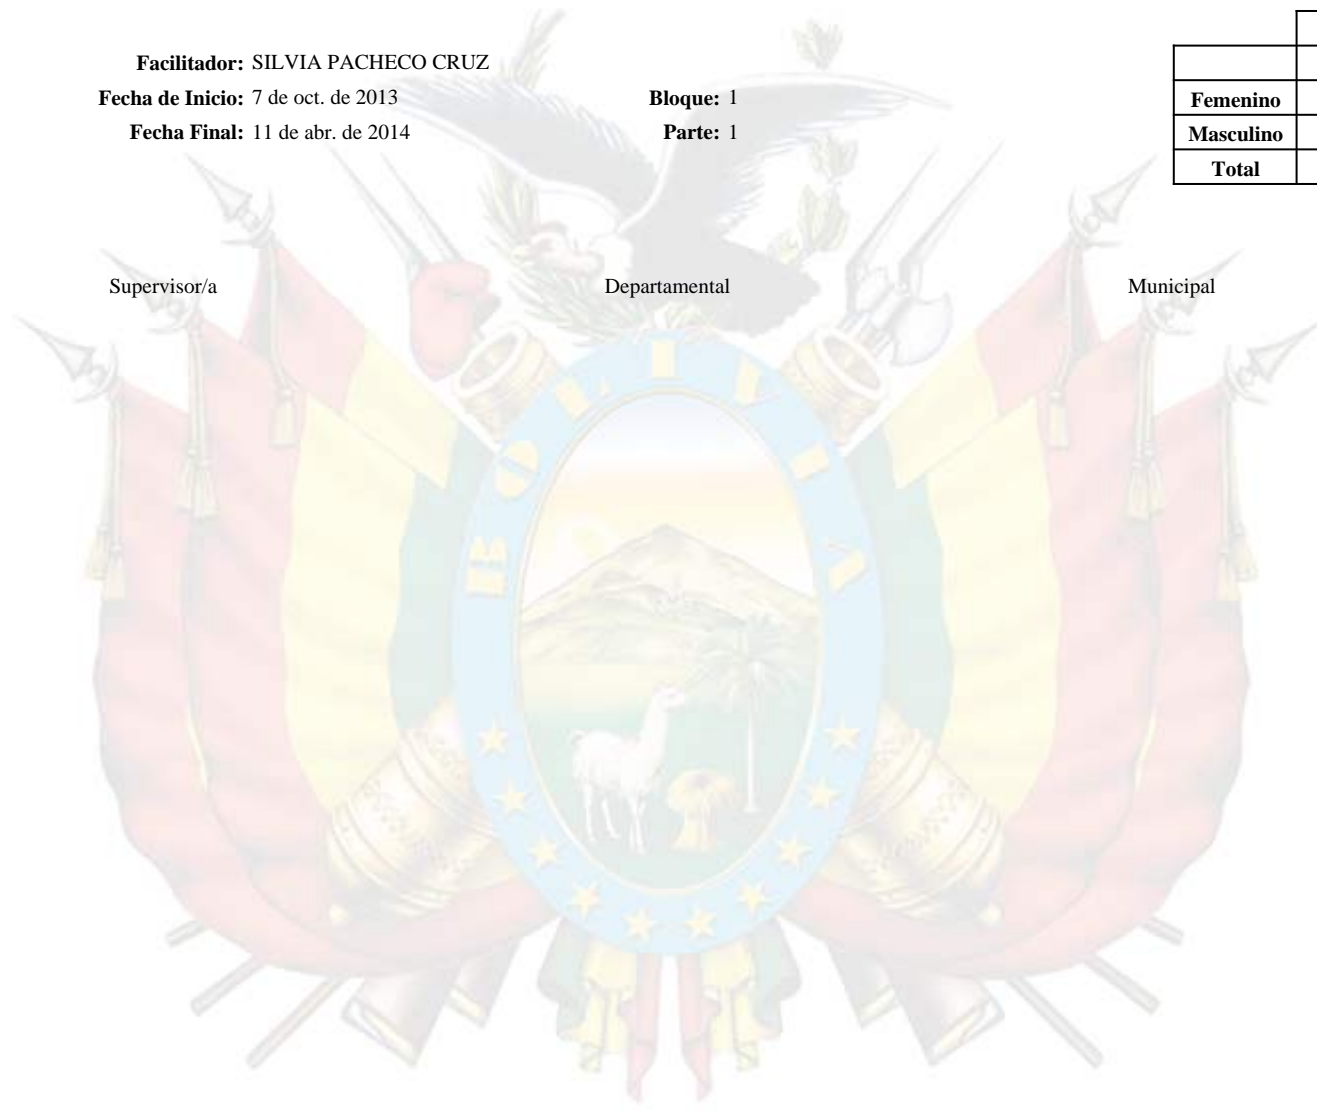 Facilitador: SILVIA PACHECO CRUZ
Fecha de Inicio: 7 de oct. de 2013 Bloque: 1
Fecha Final: 11 de abr. de 2014 Parte: 1
Femenino
Masculino
Total
Supervisor/a Departamental Municipal
BOLIVIA